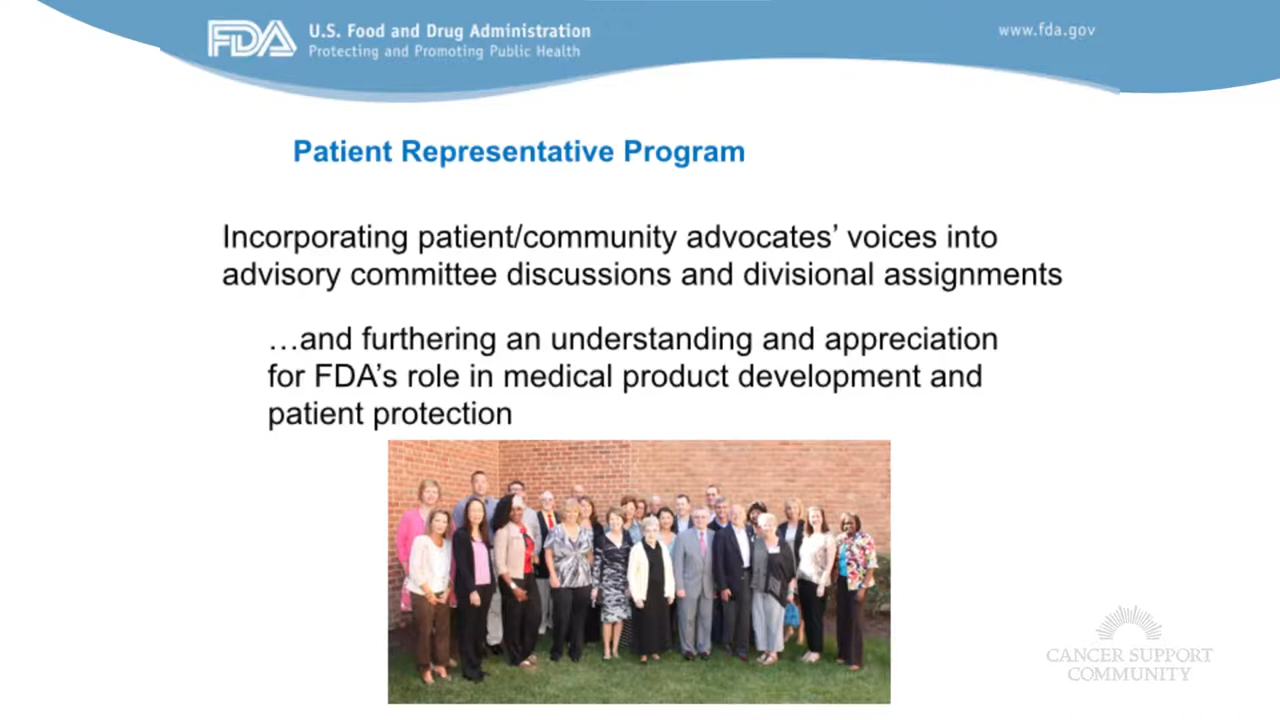 FDA
U.S. Food and Drug Administration
Protecting and Promoting Public Health
www.fda.gov
Patient Representative Program
Incorporating patient/community advocates’ voices into
advisory committee discussions and divisional assignments
…and furthering an understanding and appreciation
for FDA’s role in medical product development and
patient protection
CANCER SUPPORT
COMMUNITY